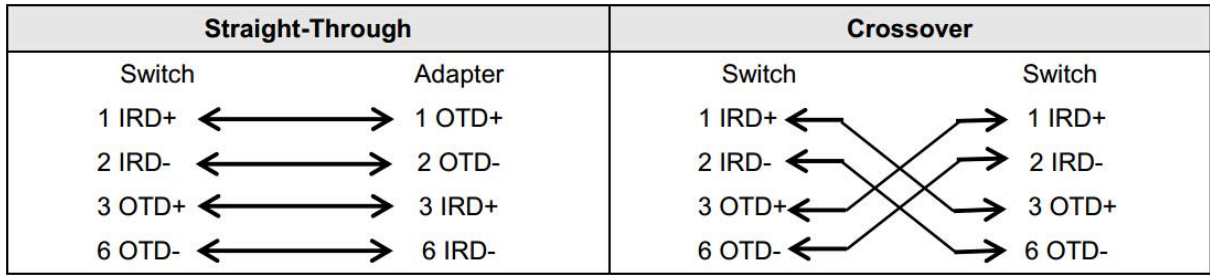 Straight-Through Crossover
Switch Adapter Switch Switch
1 IRD+ 1 OTD+ 1 IRD+ 1 IRD+
2 IRD- 2 OTD- 2 IRD- 2 IRD-
3 OTD+ 3 IRD+ 3 OTD+ 3 OTD+
6 OTD- 6 IRD- 6 OTD- 6 OTD-